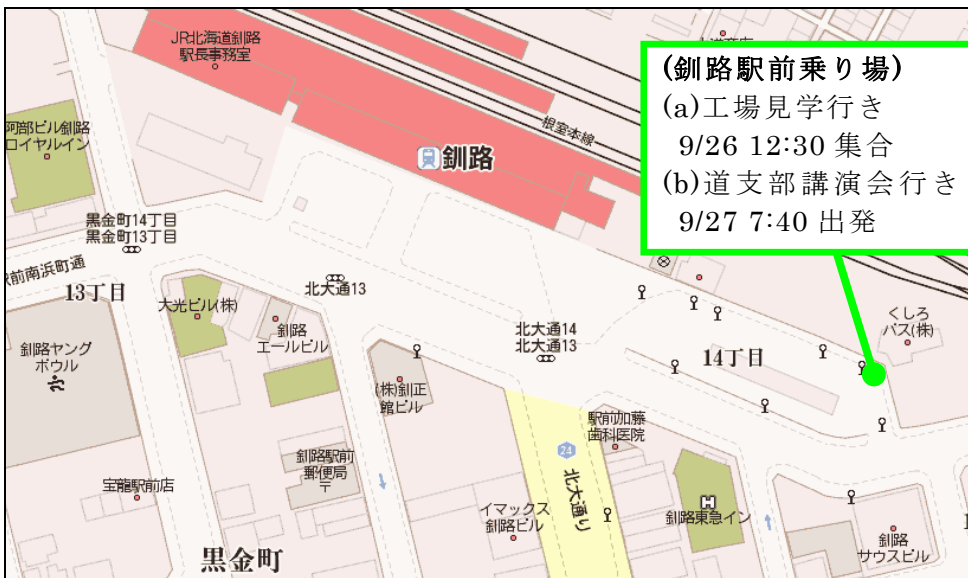 JR北海道釧路
駅長事務室
(釧路駅前乗り場)
(a)工場見学行き
9/26 12:30 集合
(b)道支部講演会行き
9/27 7:40 出発
阿部ビル釧路
ロイヤルイン
根室本線
釧路
黒金町14丁目
黒金町13丁目
駅前南浜町通
13丁目
北大通13
大光ビル(株)
釧路
エールビル
釧路ヤング
ボウル
(株)釧正
館ビル
北大通14
北大通13
14丁目
くしろ
バス(株)
駅前加藤
歯科医院
24
北大通り
釧路駅前
郵便局
宝龍駅前店
イマックス
釧路ビル
H
釧路東急イン
釧路
サウスビル
黒金町